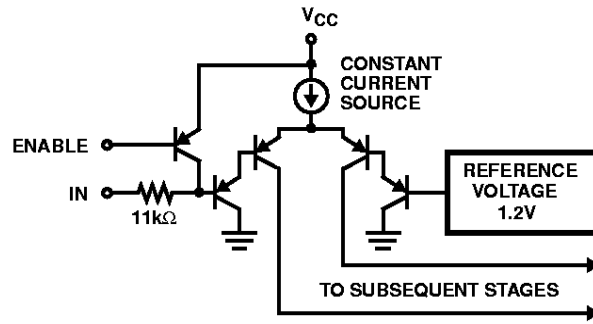 VCC
CONSTANT
CURRENT
SOURCE
ENABLE
IN
11kΩ
REFERENCE
VOLTAGE
1.2V
TO SUBSEQUENT STAGES